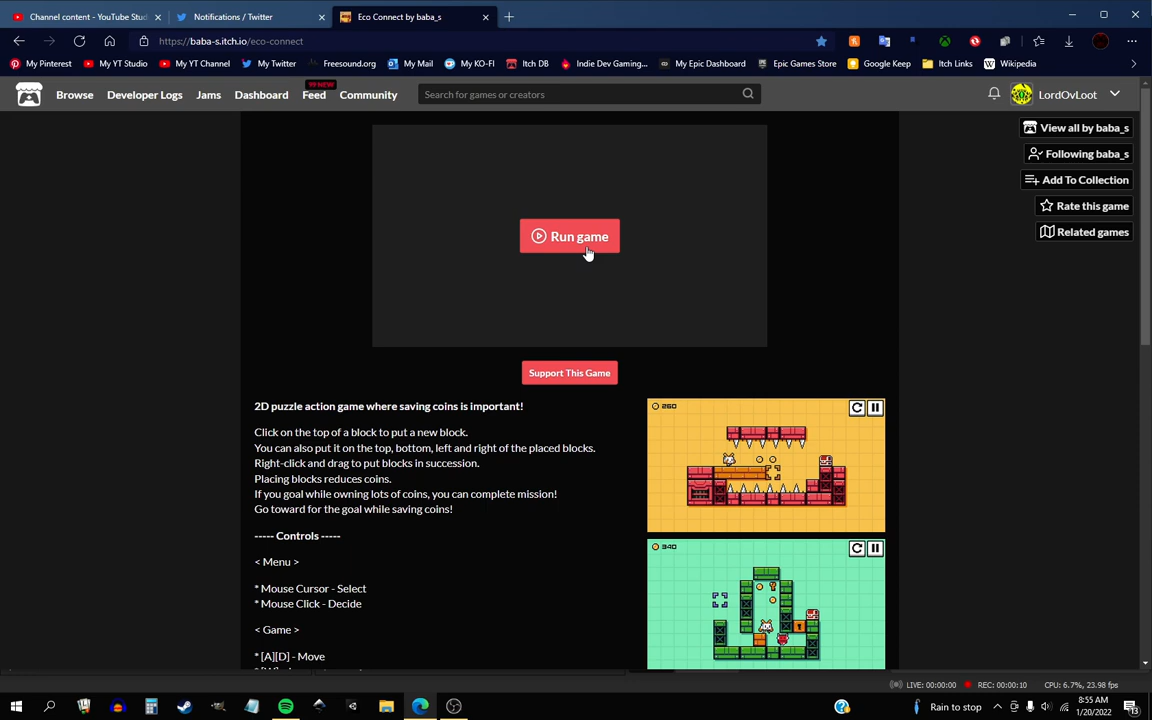 Channel content - YouTube Stud
Notifications / Twitter
Eco Connect by baba_s
https://baba-s.itch.io/eco-connect
My Pinterest My YT Studio My YT Channel My Twitter Freesound.org My Mail My KO-FI Itch DB Indie Dev Gaming... My Epic Dashboard Epic Games Store Google Keep Itch Links Wikipedia
99 NEW
Browse Developer Logs Jams Dashboard Feed Community
Search for games or creators
LordOvLoot
View all by baba_s
Following baba_s
Add To Collection
Rate this game
Related games
Run game
Support This Game
2D puzzle action game where saving coins is important!
Click on the top of a block to put a new block.
You can also put it on the top, bottom, left and right of the placed blocks.
Right-click and drag to put blocks in succession.
Placing blocks reduces coins.
If you goal while owning lots of coins, you can complete mission!
Go toward for the goal while saving coins!
----- Controls -----
< Menu >
* Mouse Cursor - Select
* Mouse Click - Decide
< Game >
* [A][D] - Move
260
340
LIVE: 00:00:00 REC: 00:00:10 CPU: 6.7%, 23.98 fps
Rain to stop
8:55 AM
1/20/2022
13